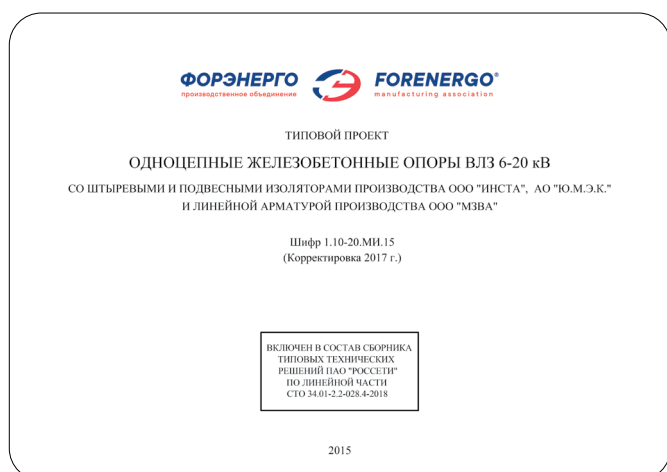 ФОРЭНЕРГО FORENERGO®
производственное объединение manufacturing association
ТИПОВОЙ ПРОЕКТ
ОДНОЦЕПНЫЕ ЖЕЛЕЗОБЕТОННЫЕ ОПОРЫ ВЛЗ 6-20 кВ
СО ШТЫРЕВЫМИ И ПОДВЕСНЫМИ ИЗОЛЯТОРАМИ ПРОИЗВОДСТВА ООО "ИНСТА", АО "Ю.М.Э.К."
И ЛИНЕЙНОЙ АРМАТУРОЙ ПРОИЗВОДСТВА ООО "МЗВА"
Шифр 1.10-20.МИ.15
(Корректировка 2017 г.)
ВКЛЮЧЕН В СОСТАВ СБОРНИКА
ТИПОВЫХ ТЕХНИЧЕСКИХ
РЕШЕНИЙ ПАО "РОССЕТИ"
ПО ЛИНЕЙНОЙ ЧАСТИ
СТО 34.01-2.2-028.4-2018
2015